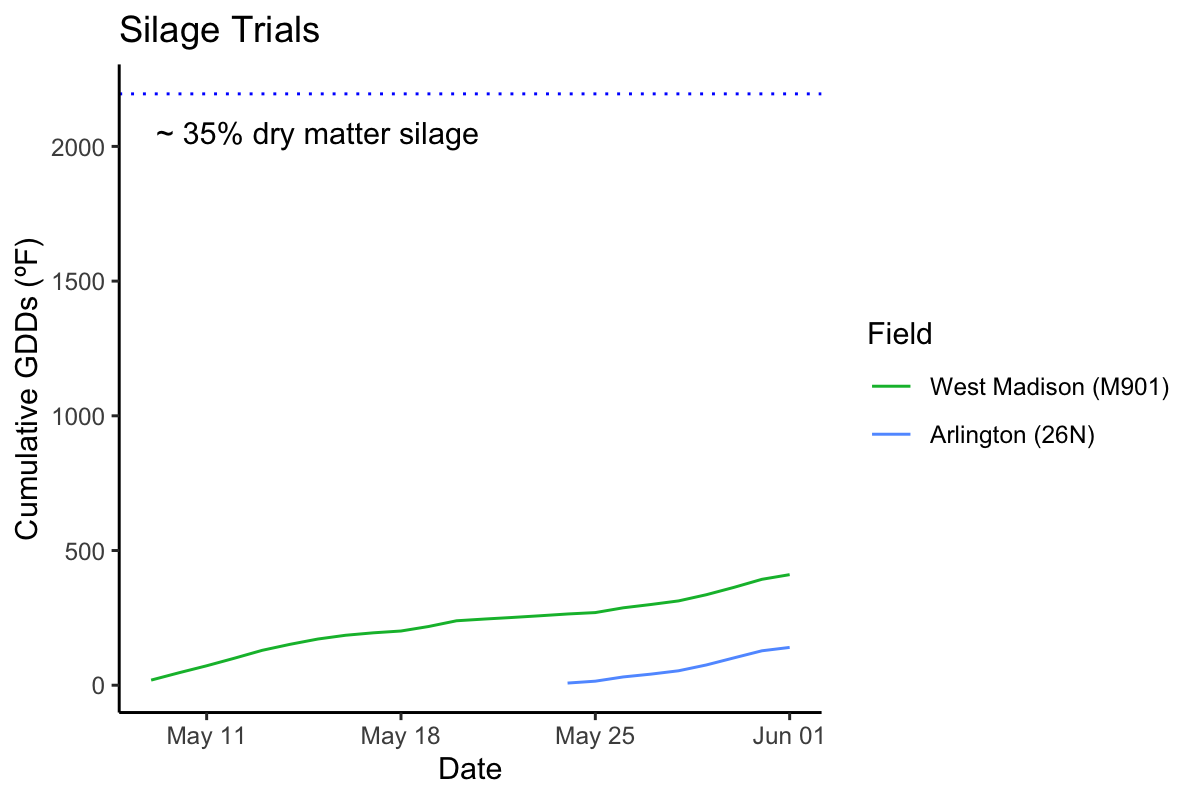 Silage Trials
~ 35% dry matter silage
Cumulative GDDs (ºF)
2000
1500
1000
500
0
May 11
May 18
May 25
Jun 01
Date
Field
West Madison (M901)
Arlington (26N)